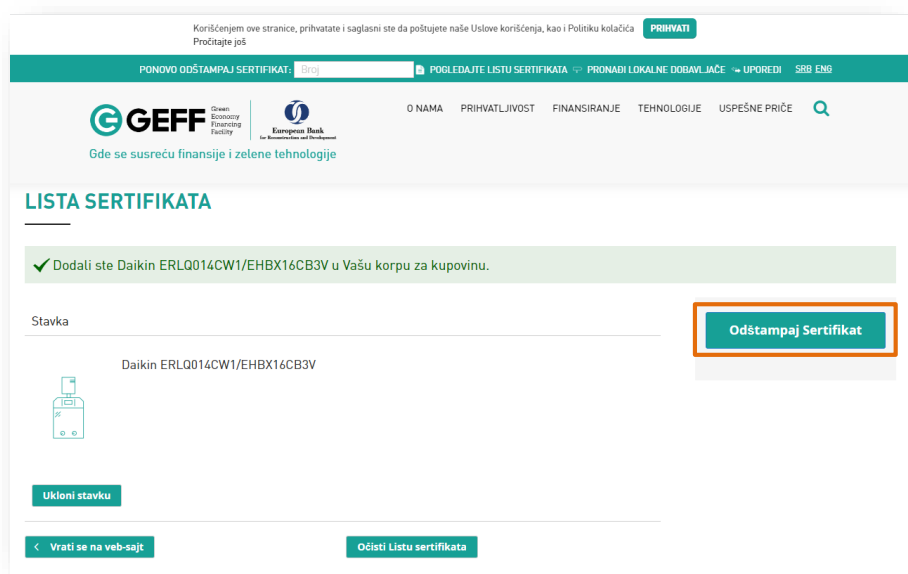 Korišćenjem ove stranice, prihvatate i saglasni ste da poštujete naše Uslove korišćenja, kao i Politiku kolačića PRIHVATI
Pročitajte još
PONOVO ODŠTAMPAJ SERTIFIKAT: Broj POGLEDAJTE LISTU SERTIFIKATA PRONAĐI LOKALNE DOBAVLJAČE UPOREDI SRB ENG
O NAMA PRIHVATLJIVOST FINANSIRANJE TEHNOLOGIJE USPEŠNE PRIČE
GEFF
Green
Economy
Financing
Facility
European Bank
for Reconstruction and Development
Gde se susreću finansije i zelene tehnologije
LISTA SERTIFIKATA
Dodali ste Daikin ERLQ014CW1/EHBX16CB3V u Vašu korpu za kupovinu.
Stavka
Odštampaj Sertifikat
Daikin ERLQ014CW1/EHBX16CB3V
Ukloni stavku
Vrati se na veb-sajt
Očisti Listu sertifikata